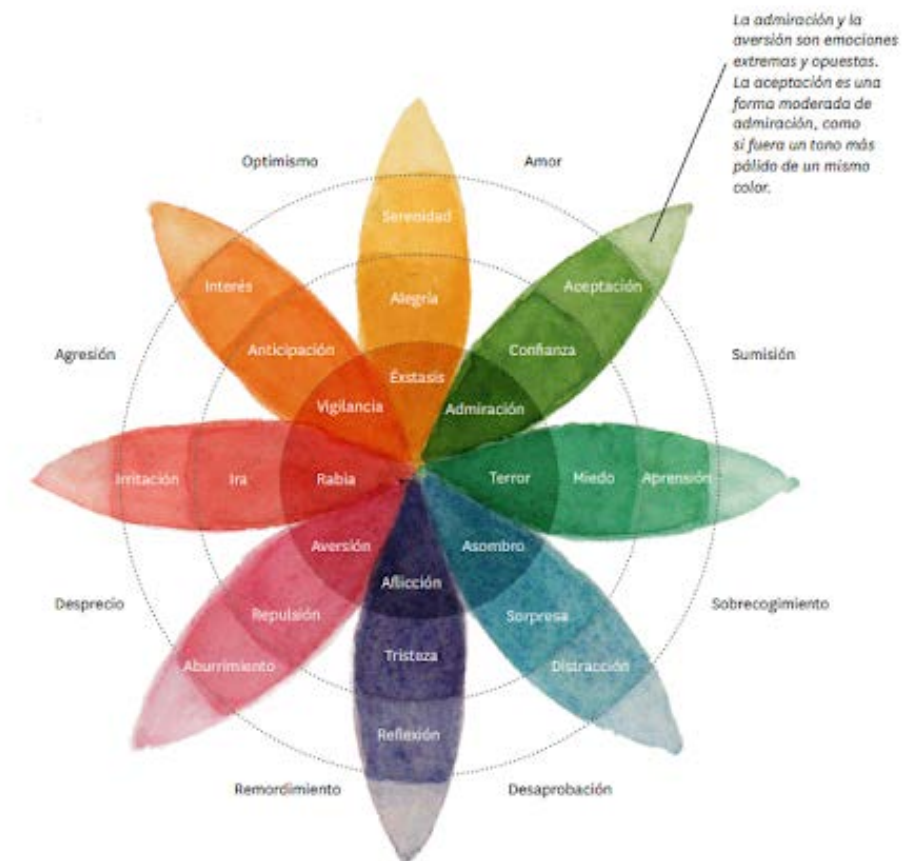 La admiración y la
aversión son emociones
extremas y opuestas.
La aceptación es una
forma moderada de
admiración, como
si fuera un tono más
pálido de un mismo
color.
Optimismo
Amor
Serenidad
Interés
Aceptación
Alegría
Agresión
Anticipación
Confianza
Sumisión
Éxstasis
Vigilancia
Admiración
Irritación
Ira
Rabia
Terror
Miedo
Aprensión
Aversión
Asombro
Aflicción
Desprecio
Repulsión
Sorpresa
Sobrecogimiento
Tristeza
Aburrimiento
Distracción
Reflexión
Remordimiento
Desaprobación